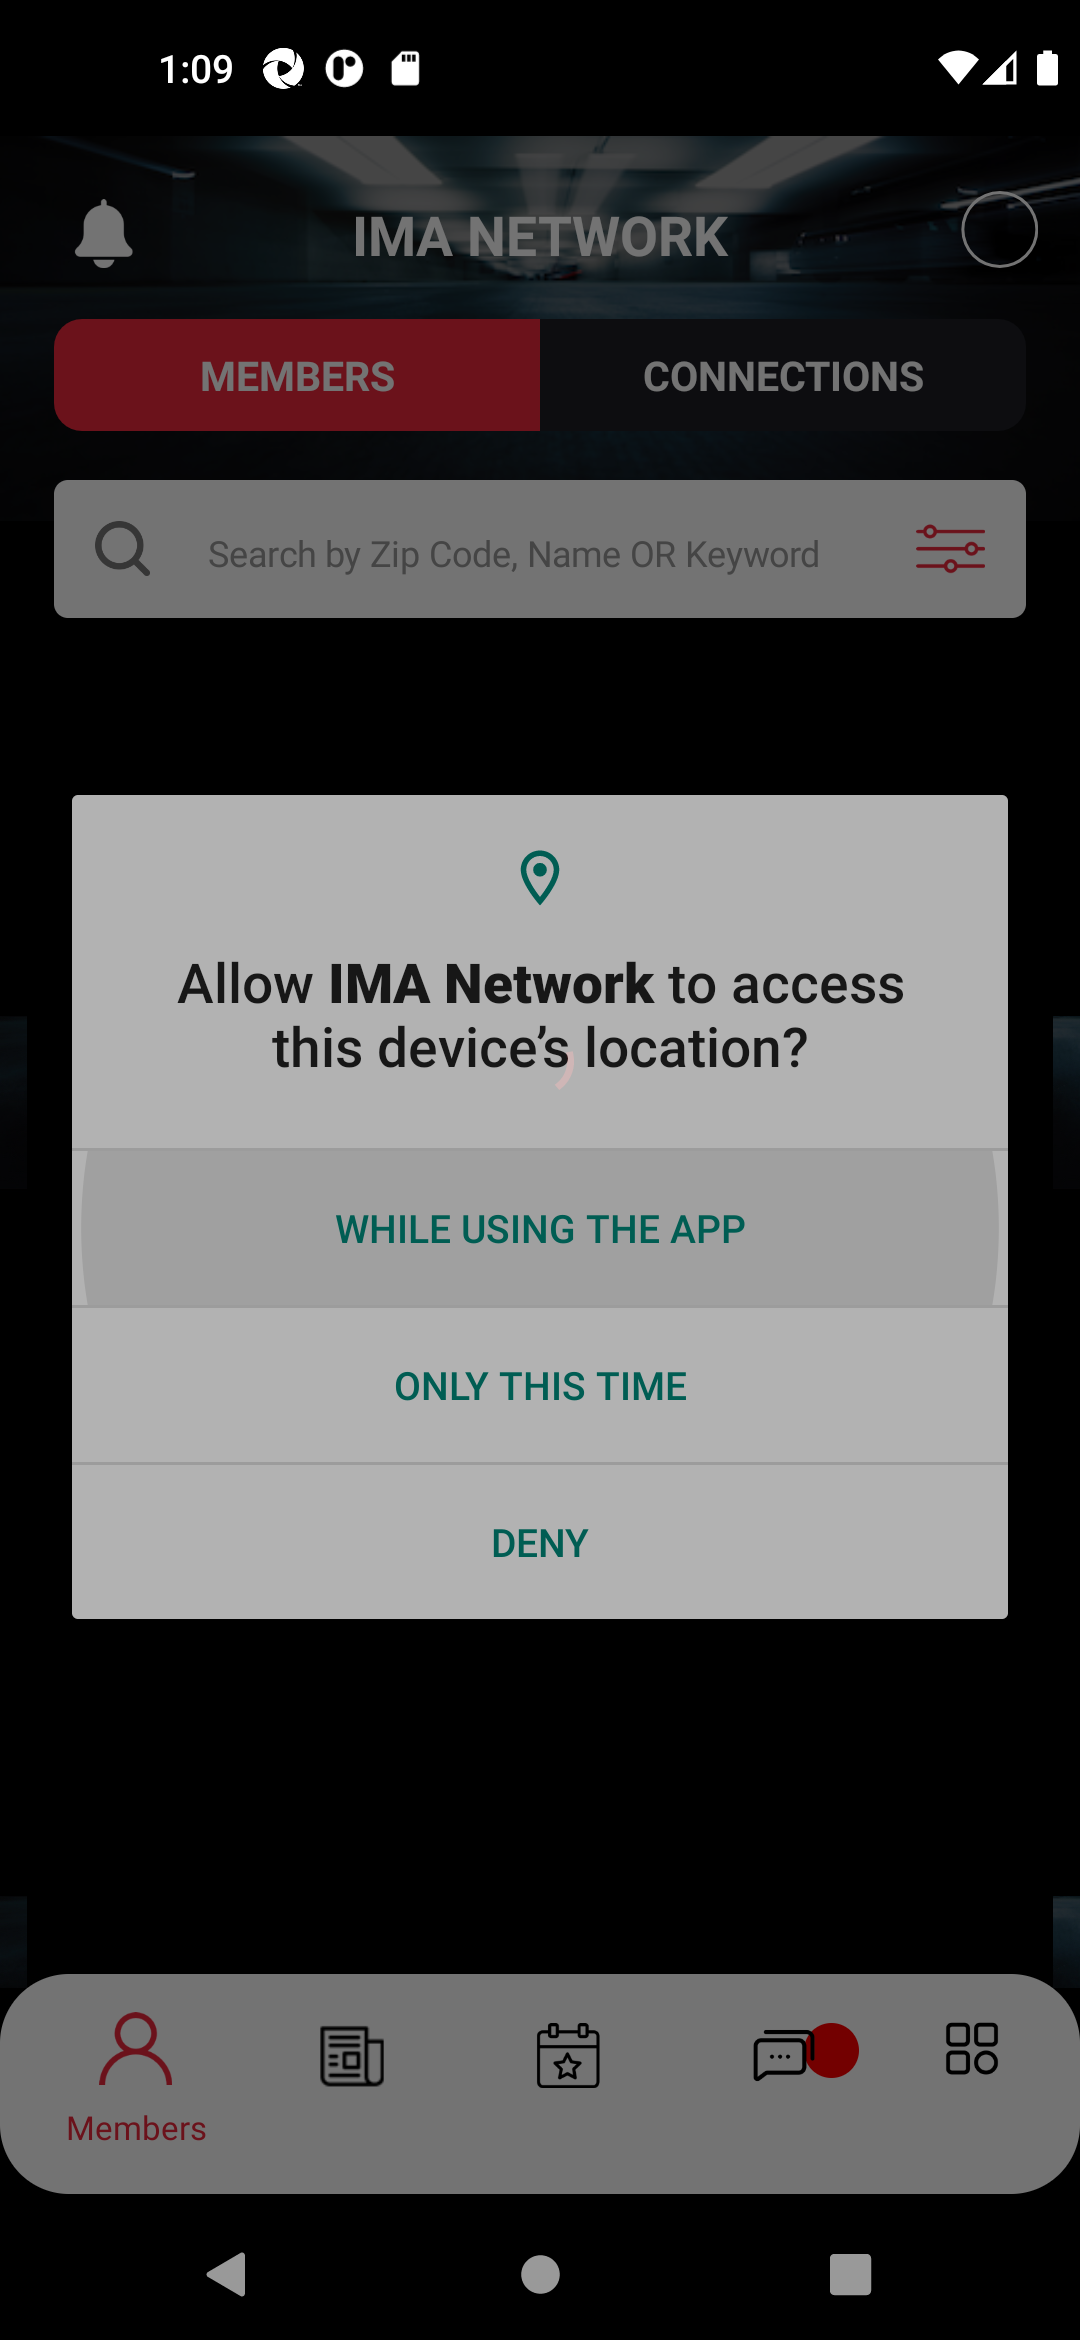 1:09
IMA NETWORK
MEMBERS
CONNECTIONS
Search by Zip Code, Name OR Keyword
Allow IMA Network to access
this device’s location?
WHILE USING THE APP
ONLY THIS TIME
DENY
Members